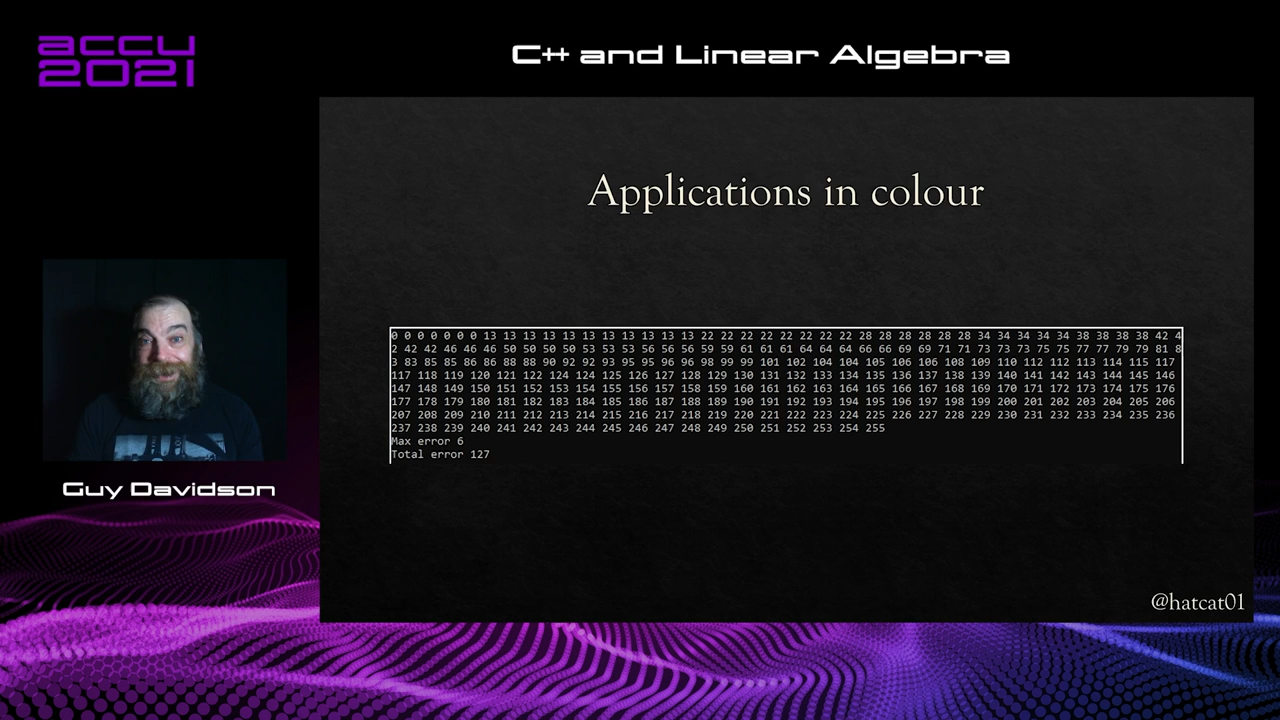 accu
2021
C++ and Linear Algebra
Applications in colour
0 0 0 0 0 0 0 13 13 13 13 13 13 13 13 13 13 13 22 22 22 22 22 22 22 22 28 28 28 28 28 28 34 34 34 34 34 38 38 38 38 42 4
2 42 42 46 46 46 50 50 50 50 53 53 53 56 56 56 59 59 61 61 61 64 64 64 66 66 69 69 71 71 73 73 75 75 77 77 79 79 81 8
3 83 85 85 86 86 88 88 90 92 92 93 95 95 96 96 98 99 99 101 102 104 104 105 106 106 108 109 110 112 112 113 114 115 117
117 118 119 120 121 122 124 125 126 127 128 129 130 131 132 133 134 135 136 137 138 139 140 141 142 143 144 145 146
147 148 149 150 151 152 153 154 155 156 157 158 159 160 161 162 163 164 165 166 167 168 169 170 171 172 173 174 175 176
177 178 179 180 181 182 183 184 185 186 187 188 189 190 191 192 193 194 195 196 197 198 199 200 201 202 203 204 205 206
207 208 209 210 211 212 213 214 215 216 217 218 219 220 221 222 223 224 225 226 227 228 229 230 231 232 233 234 235 236
237 238 239 240 241 242 243 244 245 246 247 248 249 250 251 252 253 254 255
Max error 6
Total error 127
Guy Davidson
@hatcat01